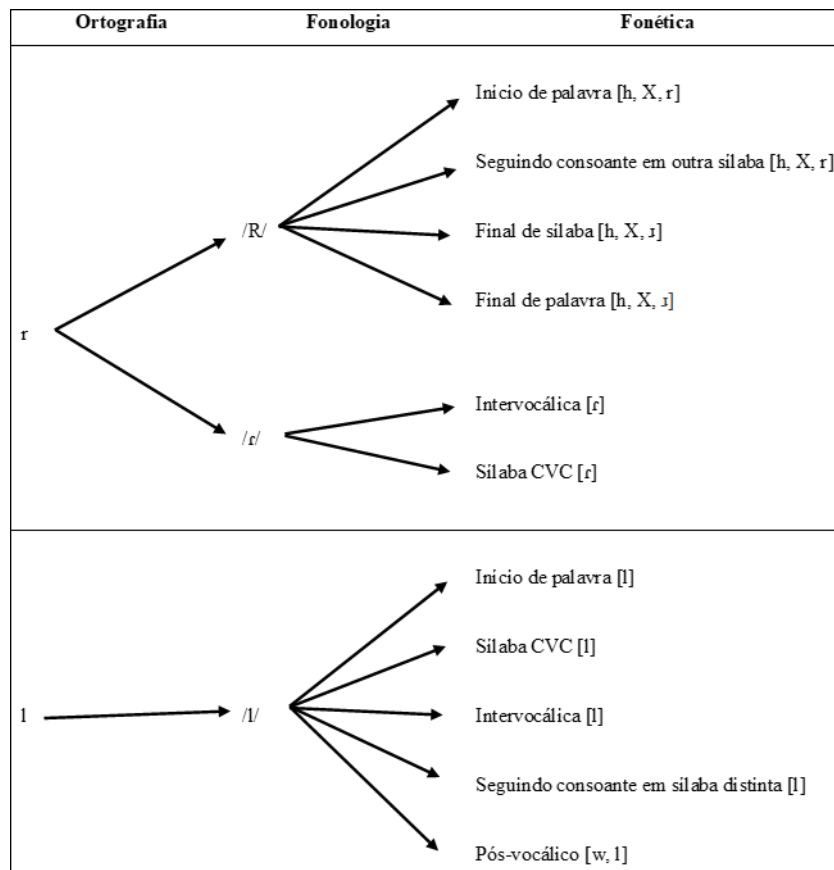 Ortografia Fonologia Fonética
Inicio de palavra [h, X, r]
Seguindo consoante em outra sílaba [h, X, r]
/R/
Final de sílaba [h, X, ɹ]
Final de palavra [h, X, ɹ]
r
Intervocálica [ɾ]
/ɾ/
Sílaba CVC [ɾ]
Início de palavra [l]
Sílaba CVC [l]
l /l/ Intervocálica [l]
Seguindo consoante em sílaba distinta [l]
Pós-vocálico [w, l]